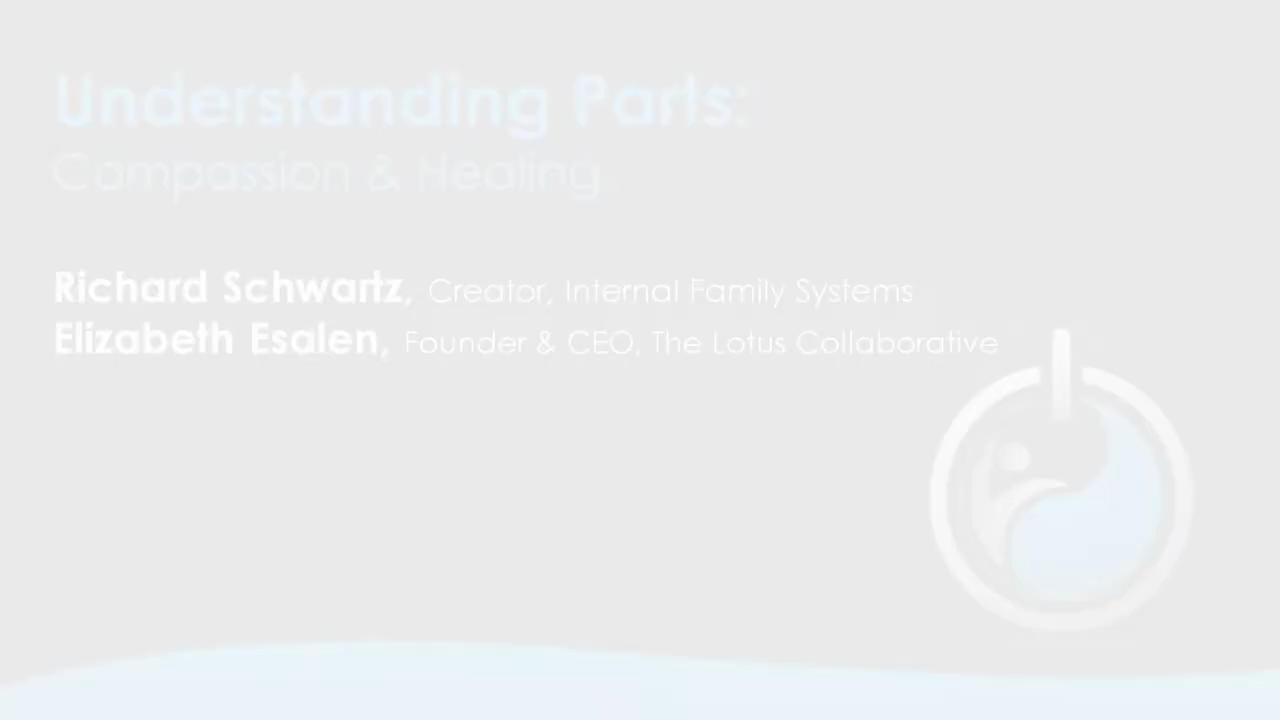 Understanding Parts:
Compassion & Healing
Richard Schwartz, Creator, Internal Family Systems
Elizabeth Esalen, Founder & CEO, The Lotus Collaborative